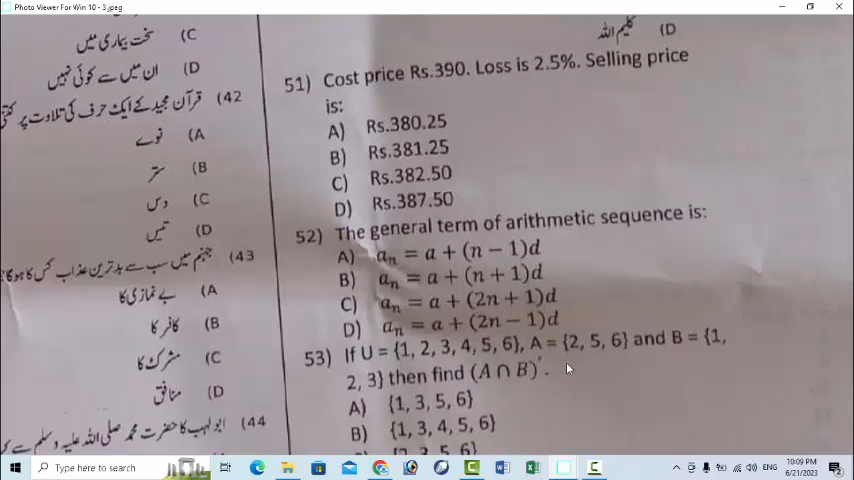 Photo Viewer For Win 10 - 3.jpeg
C) سخت بیماری میں
D) ان میں سے کوئی نہیں
42) قرآن مجید کے ایک حرف کی تلاوت پر
A) نوے
B) ستر
C) دس
D) تیس
43) جہنم میں سب سے بدترین عذاب کس کا ہوگا؟
A) بے نمازی کا
B) کافر کا
C) مشرک کا
D) منافق
44) ابولہب کا حضرت محمد صلی اللہ علیہ وسلم سے
D) کلیم اللہ
51) Cost price Rs.390. Loss is 2.5%. Selling price
is:
A) Rs.380.25
B) Rs.381.25
C) Rs.382.50
D) Rs.387.50
52) The general term of arithmetic sequence is:
A) aₙ = a + (n − 1)d
B) aₙ = a + (n + 1)d
C) aₙ = a + (2n + 1)d
D) aₙ = a + (2n − 1)d
53) If U = {1, 2, 3, 4, 5, 6}, A = {2, 5, 6} and B = {1,
2, 3} then find (A ∩ B)′.
A) {1, 3, 5, 6}
B) {1, 3, 4, 5, 6}
Type here to search
ENG
10:09 PM
6/21/2023
2